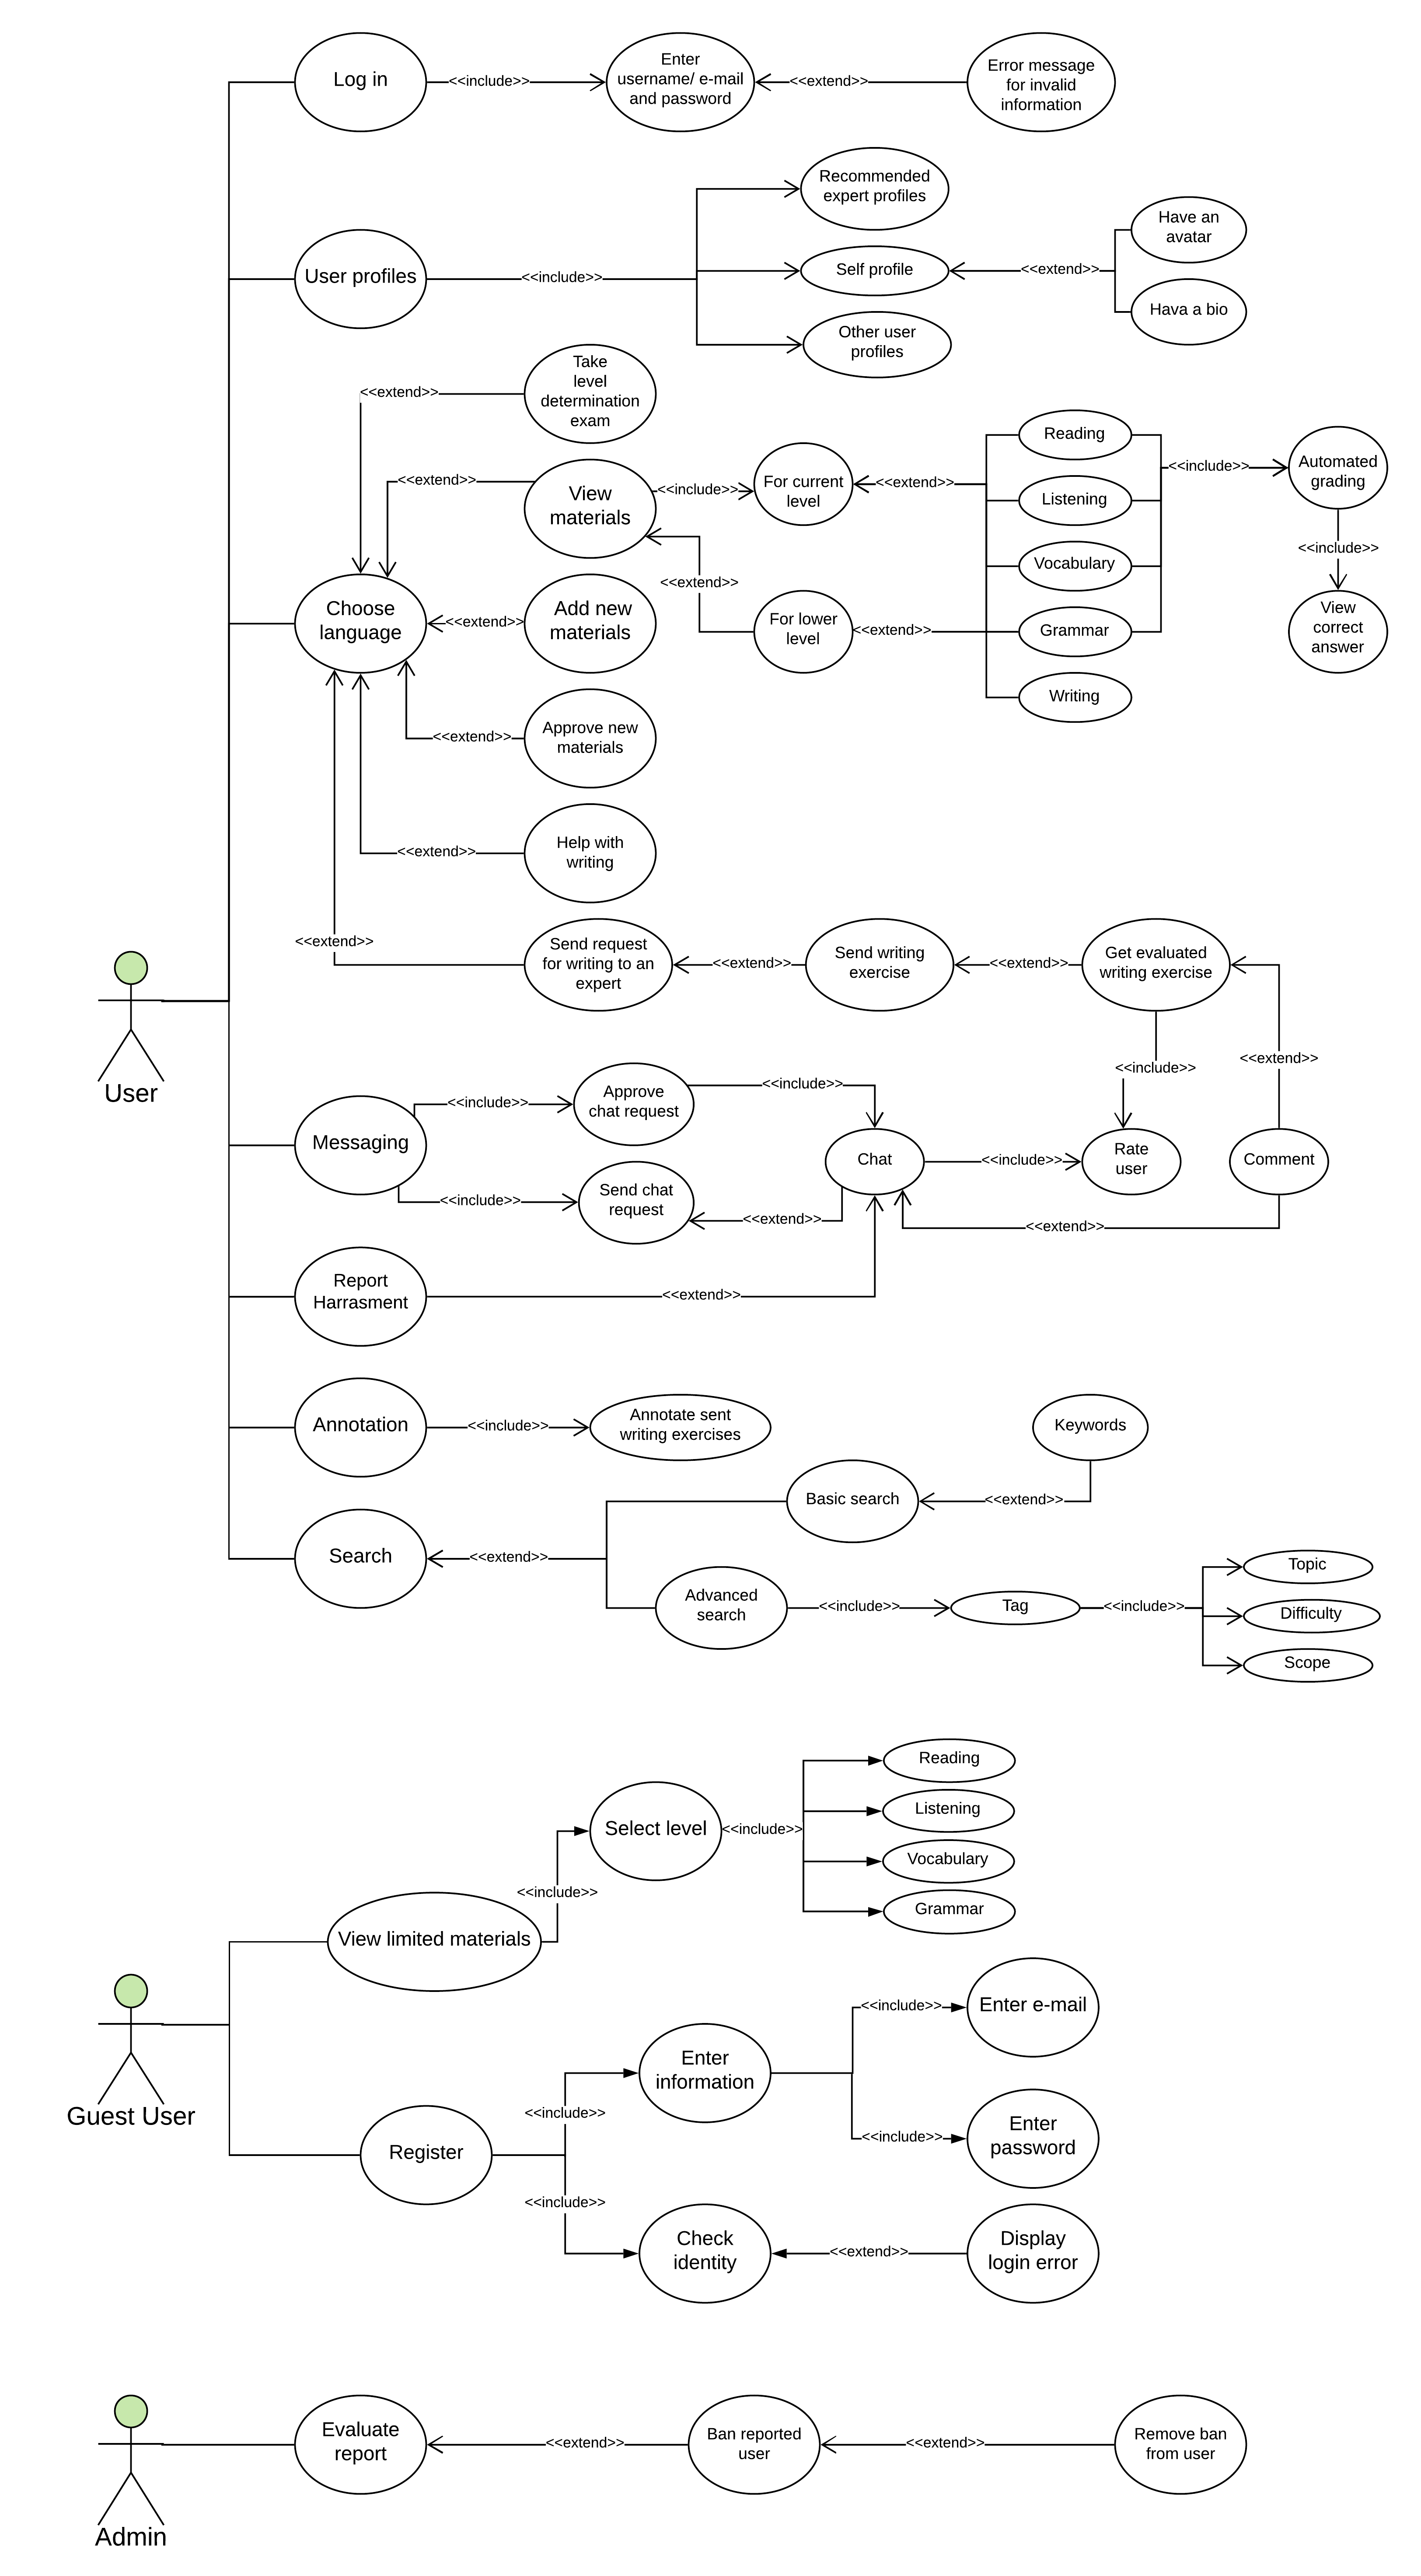 Log in
<<include>>
Enter
username/ e-mail
and password
<<extend>>
Error message
for invalid
information
User profiles
<<include>>
Recommended
expert profiles
Self profile
Other user
profiles
<<extend>>
Have an
avatar
Hava a bio
Take
level
determination
exam
<<extend>>
View
materials
<<extend>>
<<include>>
For current
level
<<extend>>
<<extend>>
For lower
level
<<extend>>
Reading
Listening
Vocabulary
Grammar
Writing
<<include>>
Automated
grading
<<include>>
View
correct
answer
Choose
language
<<extend>>
Add new
materials
<<extend>>
Approve new
materials
<<extend>>
Help with
writing
<<extend>>
Send request
for writing to an
expert
<<extend>>
Send writing
exercise
<<extend>>
Get evaluated
writing exercise
<<include>>
<<extend>>
User
Messaging
<<include>>
Approve
chat request
<<include>>
<<include>>
Send chat
request
<<extend>>
Chat
<<include>>
Rate
user
Comment
<<extend>>
Report
Harrasment
<<extend>>
Annotation
<<include>>
Annotate sent
writing exercises
Search
<<extend>>
Basic search
<<extend>>
Keywords
Advanced
search
<<include>>
Tag
<<include>>
Topic
Difficulty
Scope
Guest User
View limited materials
<<include>>
Select level
<<include>>
Reading
Listening
Vocabulary
Grammar
Register
<<include>>
Enter
information
<<include>>
Enter e-mail
<<include>>
Enter
password
<<include>>
Check
identity
<<extend>>
Display
login error
Admin
Evaluate
report
<<extend>>
Ban reported
user
<<extend>>
Remove ban
from user